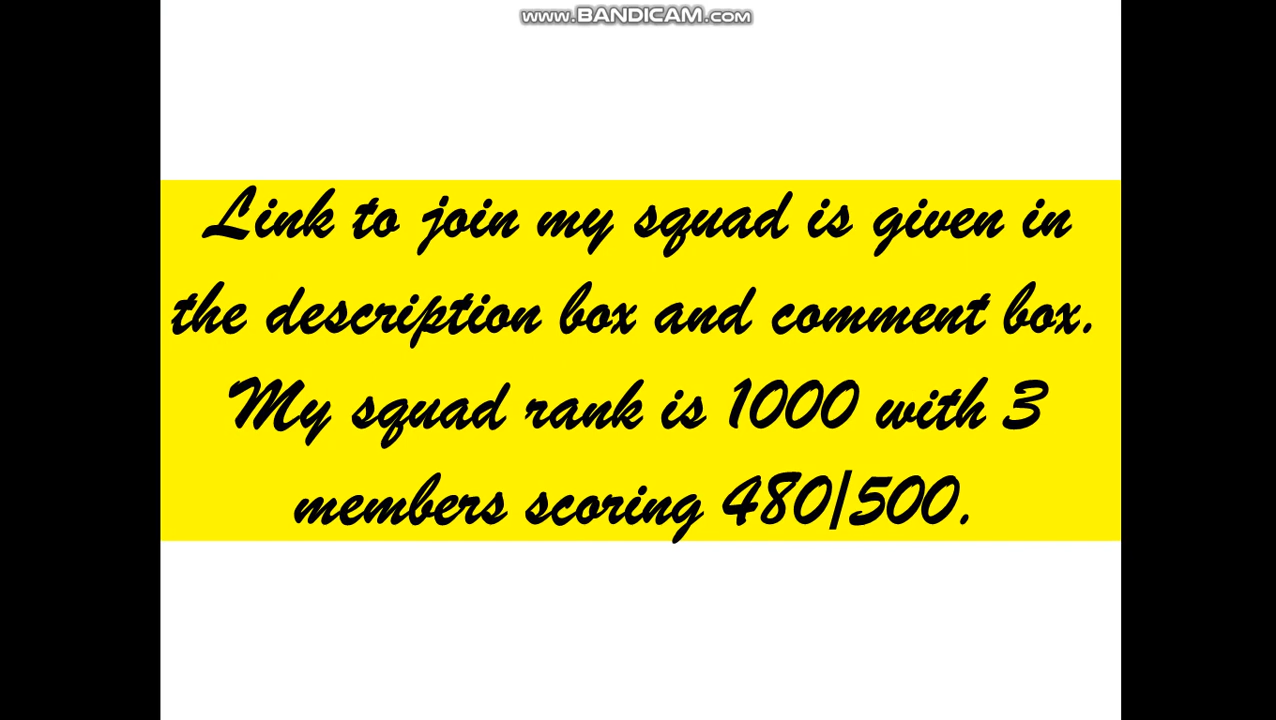 www.BANDICAM.com
Link to join my squad is given in
the description box and comment box.
My squad rank is 1000 with 3
members scoring 480/500.